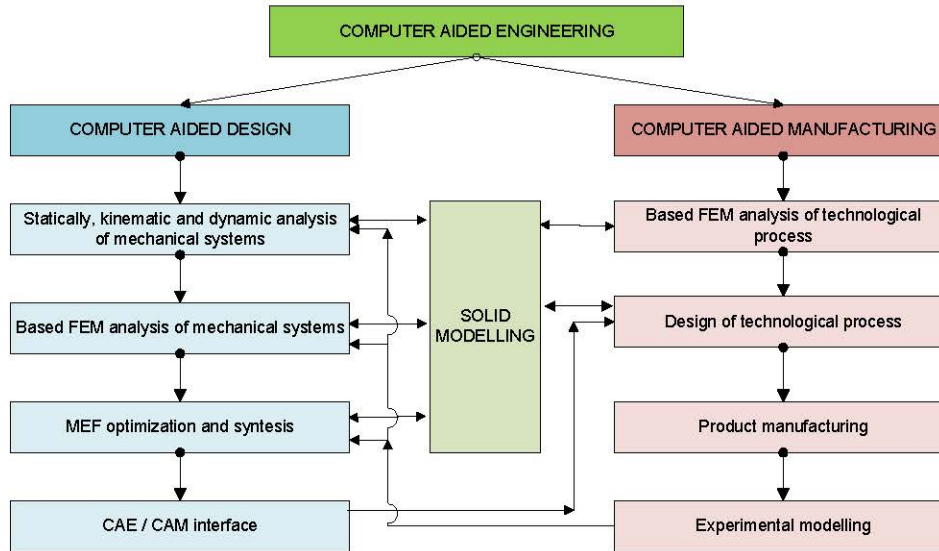 COMPUTER AIDED ENGINEERING
COMPUTER AIDED DESIGN
COMPUTER AIDED MANUFACTURING
Statically, kinematic and dynamic analysis
of mechanical systems
Based FEM analysis of technological
process
SOLID
MODELLING
Based FEM analysis of mechanical systems
Design of technological process
MEF optimization and syntesis
Product manufacturing
CAE / CAM interface
Experimental modelling